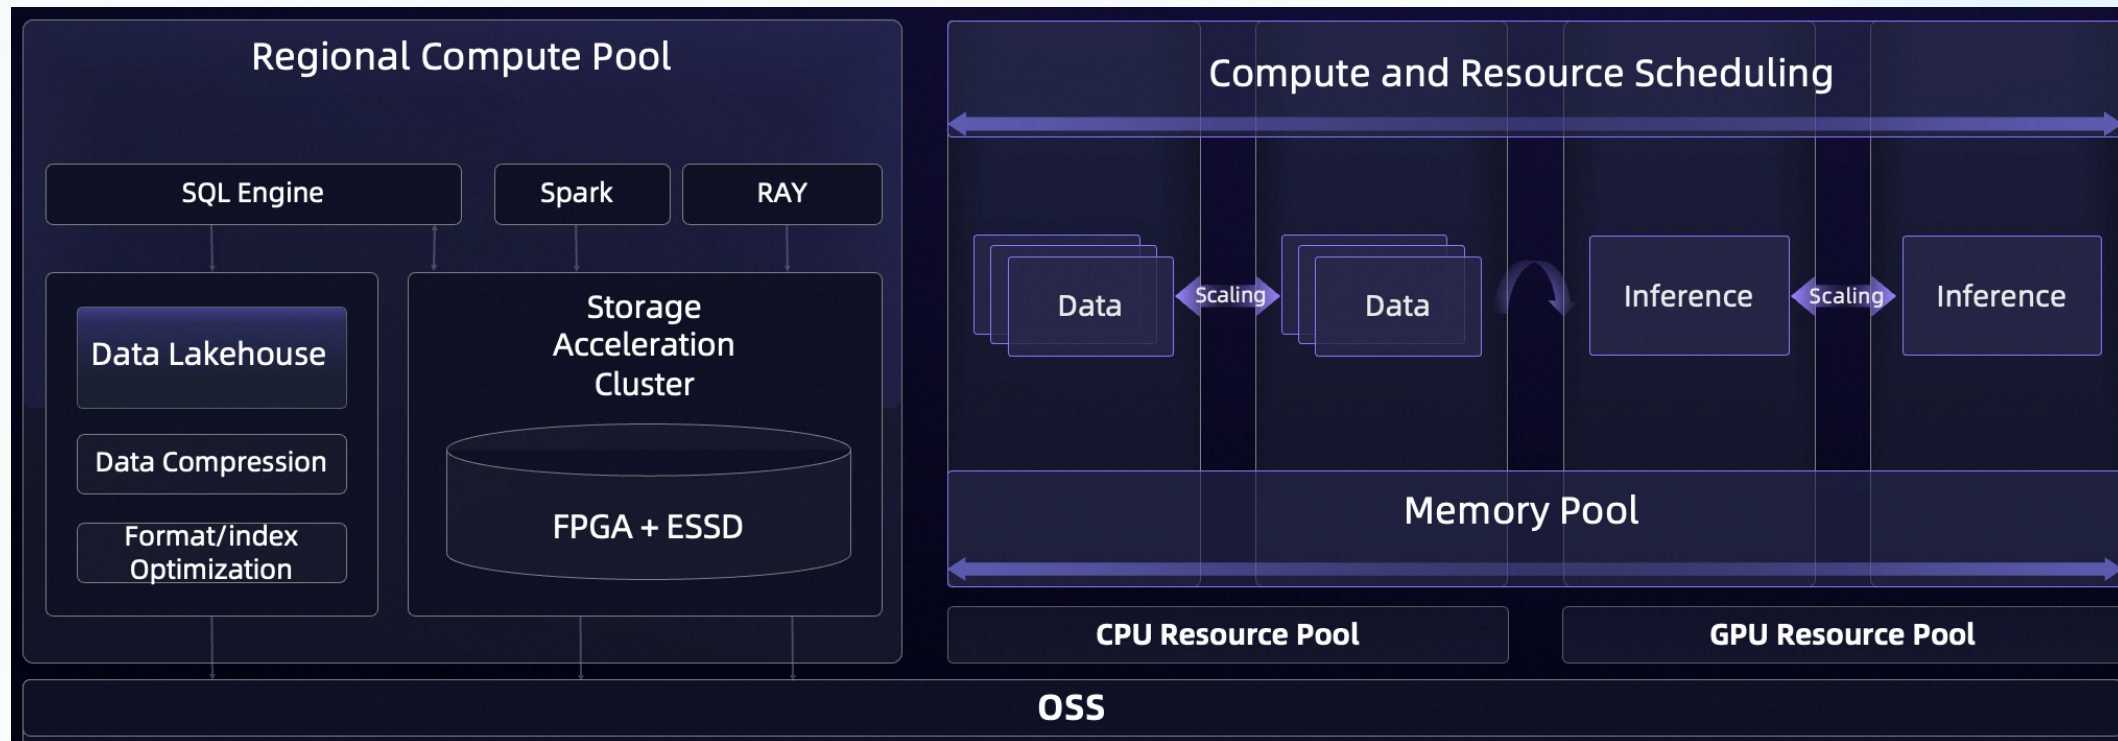 Regional Compute Pool
SQL Engine
Spark
RAY
Data Lakehouse
Data Compression
Format/index
Optimization
Storage
Acceleration
Cluster
FPGA + ESSD
Compute and Resource Scheduling
Data
Scaling
Data
Inference
Scaling
Inference
Memory Pool
CPU Resource Pool
GPU Resource Pool
OSS